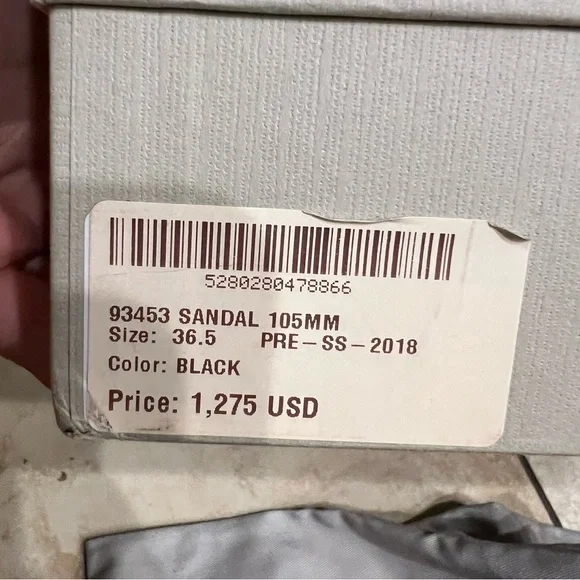 5280280478866
93453 SANDAL 105MM
Size: 36.5 PRE-SS-2018
Color: BLACK
Price: 1,275 USD